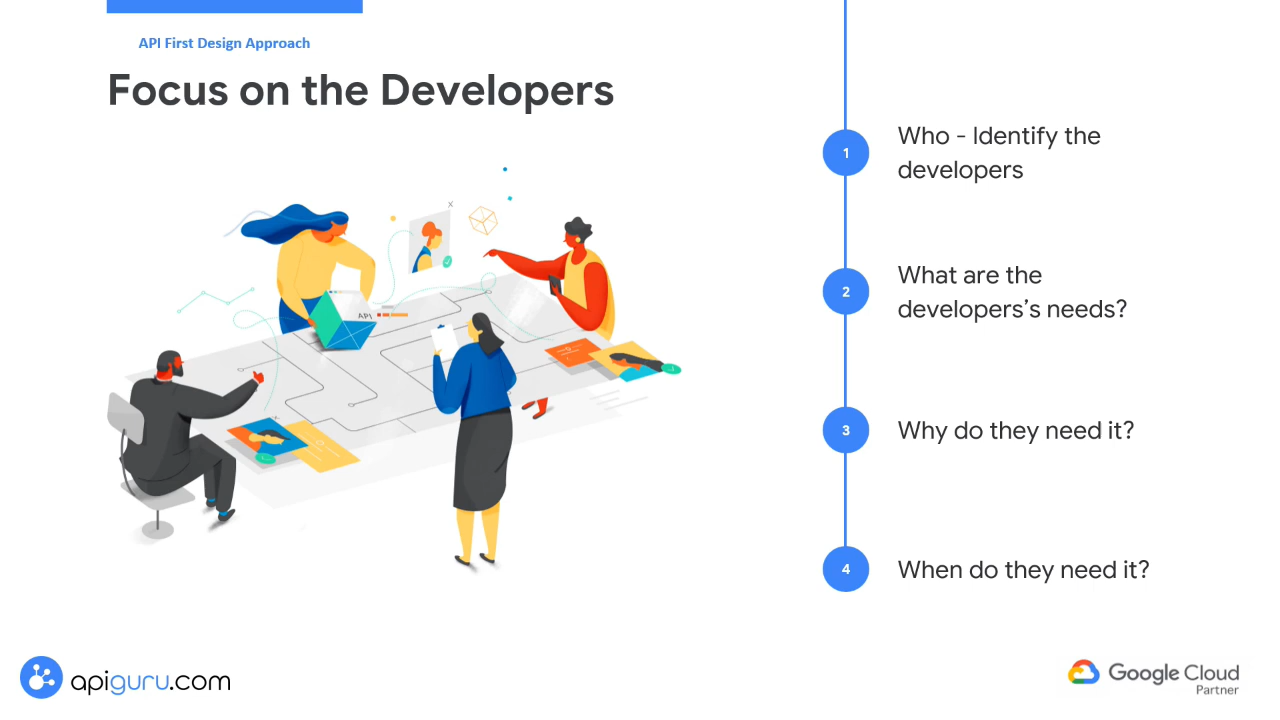 API First Design Approach
Focus on the Developers
API
1
Who - Identify the
developers
2
What are the
developers’s needs?
3
Why do they need it?
4
When do they need it?
apiguru.com
Google Cloud
Partner